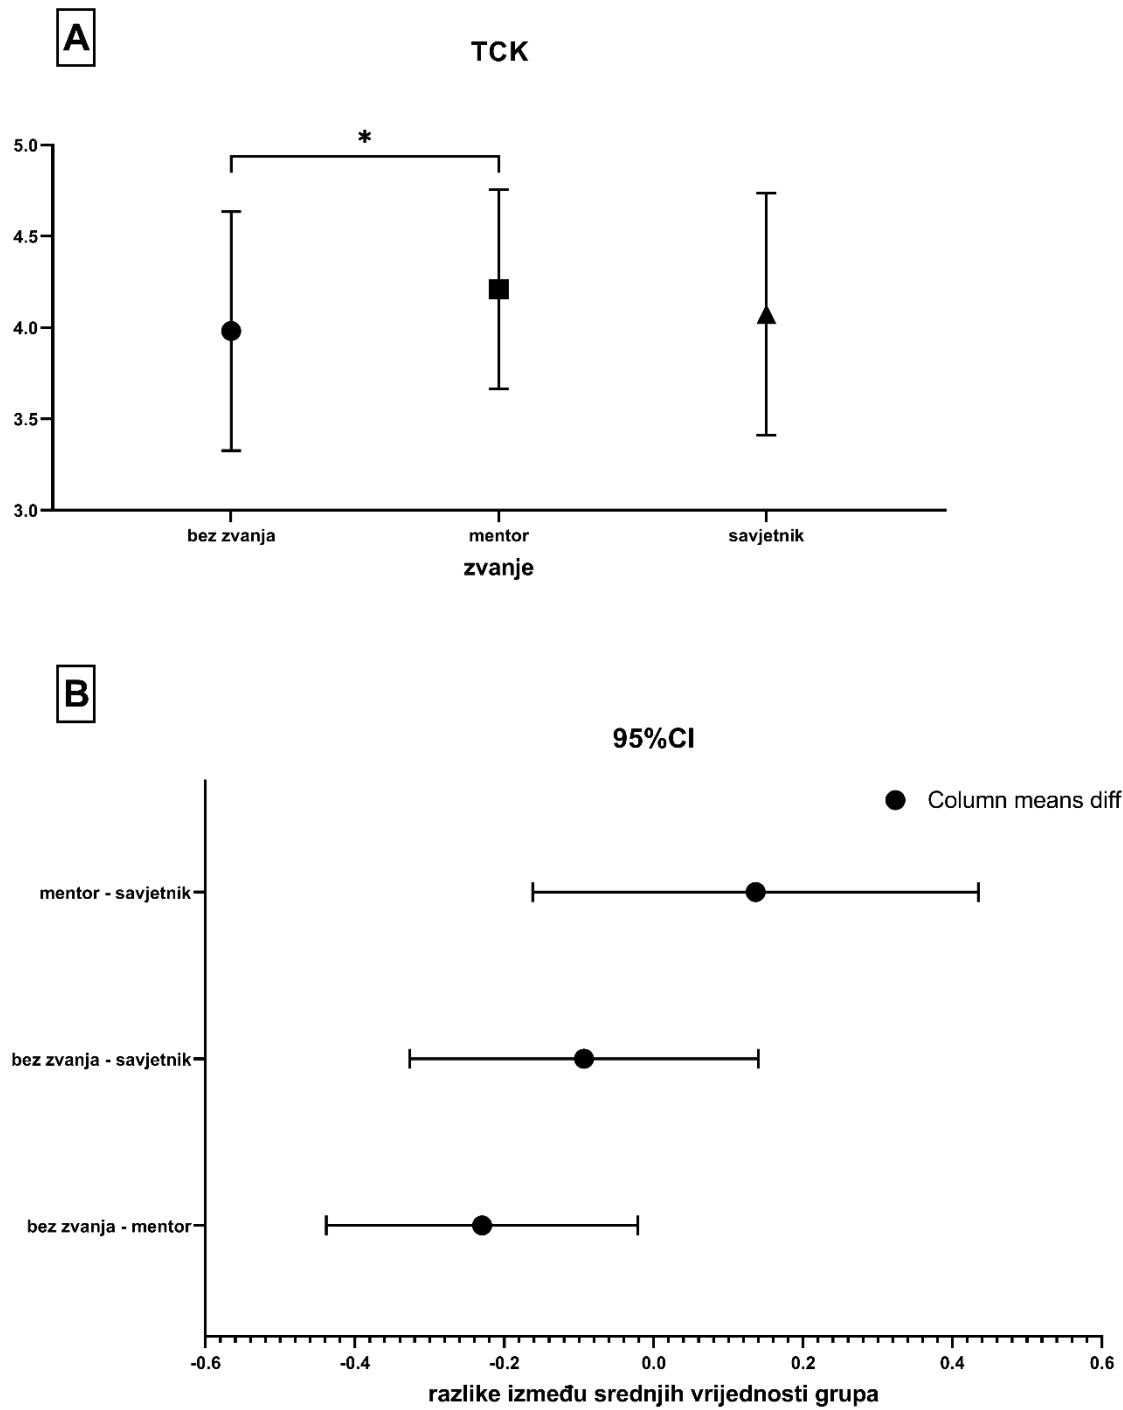 A
TCK
*
5.0
4.5
4.0
3.5
3.0
bez zvanja mentor savjetnik
zvanje
B
95%CI
Column means diff
mentor - savjetnik
bez zvanja - savjetnik
bez zvanja - mentor
-0.6 -0.4 -0.2 0.0 0.2 0.4 0.6
razlike između srednjih vrijednosti grupa